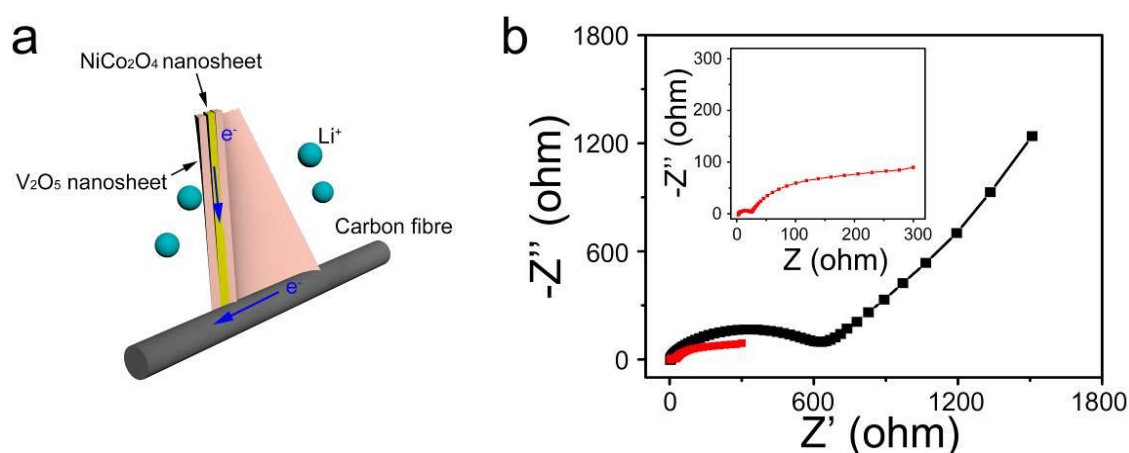 a
NiCo₂O₄ nanosheet
e⁻
Li⁺
V₂O₅ nanosheet
Carbon fibre
e⁻
b
1800
1200
600
0
-Z'' (ohm)
0
600
1200
1800
Z' (ohm)
300
200
100
0
-Z'' (ohm)
0
100
200
300
Z (ohm)